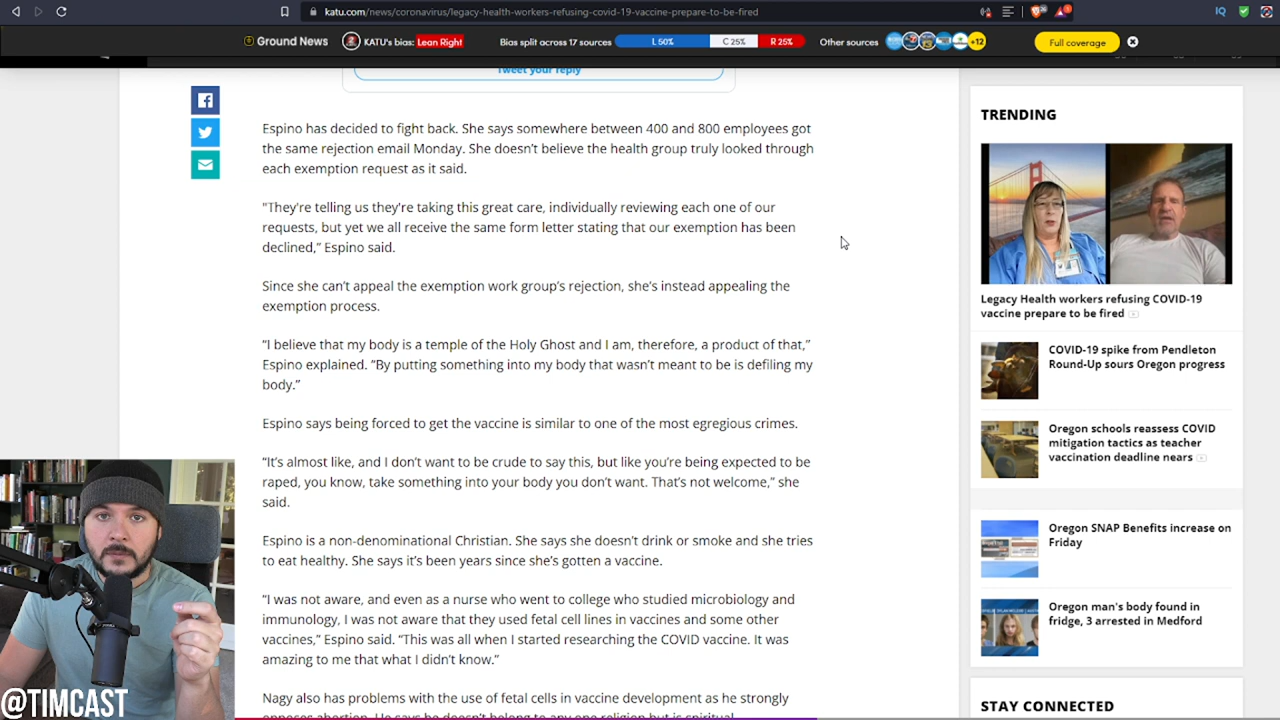 katu.com/news/coronavirus/legacy-health-workers-refusing-covid-19-vaccine-prepare-to-be-fired
Ground News
KATU's bias: Lean Right
Bias split across 17 sources
L 50% C 25% R 25%
Other sources
+12
Full coverage
Tweet your reply
Espino has decided to fight back. She says somewhere between 400 and 800 employees got
the same rejection email Monday. She doesn't believe the health group truly looked through
each exemption request as it said.
"They're telling us they're taking this great care, individually reviewing each one of our
requests, but yet we all receive the same form letter stating that our exemption has been
declined,” Espino said.
Since she can't appeal the exemption work group's rejection, she's instead appealing the
exemption process.
“I believe that my body is a temple of the Holy Ghost and I am, therefore, a product of that,”
Espino explained. “By putting something into my body that wasn't meant to be is defiling my
body.”
Espino says being forced to get the vaccine is similar to one of the most egregious crimes.
“It's almost like, and I don't want to be crude to say this, but like you're being expected to be
raped, you know, take something into your body you don't want. That's not welcome,” she
said.
Espino is a non-denominational Christian. She says she doesn't drink or smoke and she tries
to eat healthy. She says it's been years since she's gotten a vaccine.
“I was not aware, and even as a nurse who went to college who studied microbiology and
immunity, I was not aware that they used fetal cell lines in vaccines and some other
vaccines,” Espino said. “This was all when I started researching the COVID vaccine. It was
amazing to me that what I didn't know.”
Nagy also has problems with the use of fetal cells in vaccine development as he strongly
opposes abortion. He says he doesn't belong to any one religion but is spiritual.
TRENDING
Legacy Health workers refusing COVID-19
vaccine prepare to be fired
COVID-19 spike from Pendleton
Round-Up sours Oregon progress
Oregon schools reassess COVID
mitigation tactics as teacher
vaccination deadline nears
Oregon SNAP Benefits increase on
Friday
Oregon man's body found in
fridge, 3 arrested in Medford
STAY CONNECTED
@TIMCAST